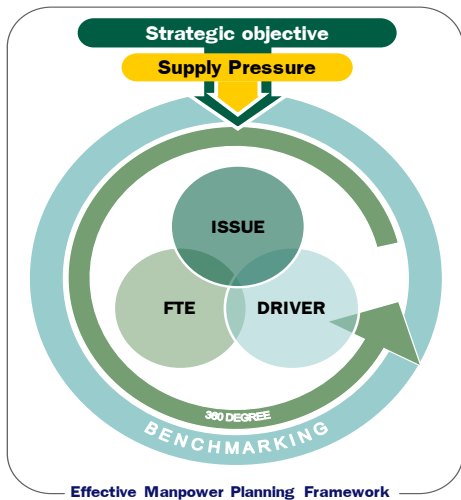 Strategic objective
Supply Pressure
ISSUE
FTE
DRIVER
360 DEGREE
BENCHMARKING
Effective Manpower Planning Framework